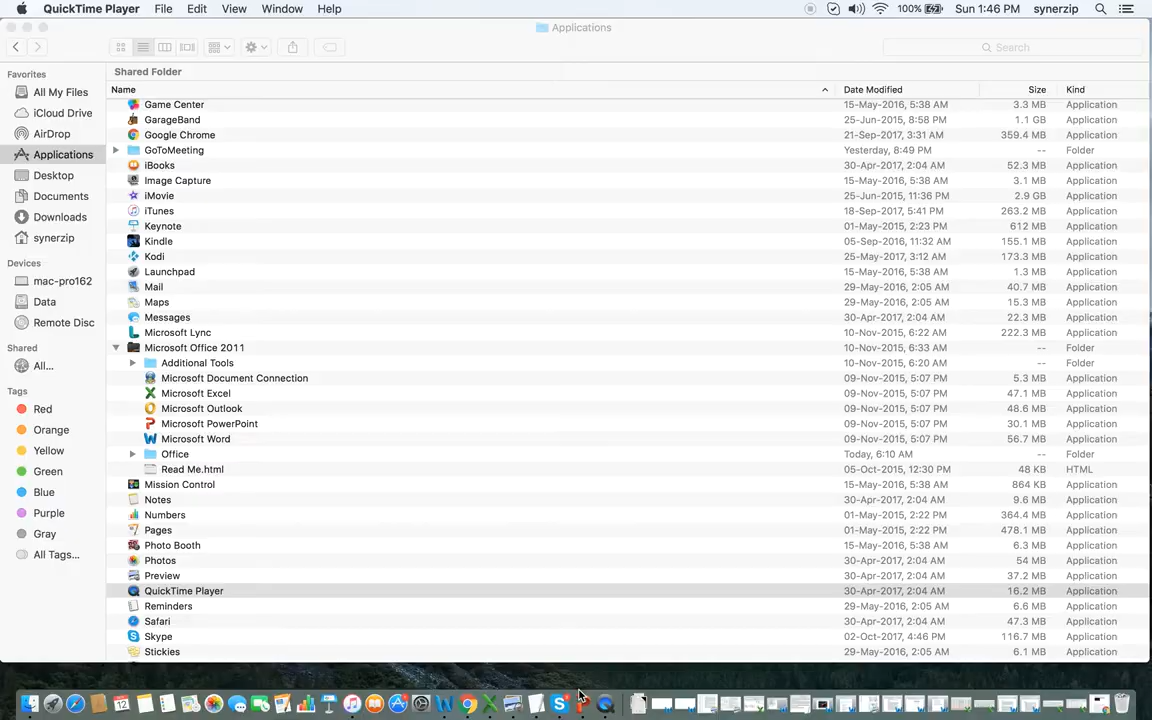 QuickTime Player File Edit View Window Help 100% Sun 1:46 PM synerzip
Applications
Search
Favorites
All My Files
iCloud Drive
AirDrop
Applications
Desktop
Documents
Downloads
synerzip
Devices
mac-pro162
Data
Remote Disc
Shared
All...
Tags
Red
Orange
Yellow
Green
Blue
Purple
Gray
All Tags...
Shared Folder
Name Date Modified Size Kind
Game Center 15-May-2016, 5:38 AM 3.3 MB Application
GarageBand 25-Jun-2015, 8:58 PM 1.1 GB Application
Google Chrome 21-Sep-2017, 3:31 AM 359.4 MB Application
GoToMeeting Yesterday, 8:49 PM -- Folder
iBooks 30-Apr-2017, 2:04 AM 52.3 MB Application
Image Capture 15-May-2016, 5:38 AM 3.1 MB Application
iMovie 25-Jun-2015, 11:36 PM 2.9 GB Application
iTunes 18-Sep-2017, 5:41 PM 263.2 MB Application
Keynote 01-May-2015, 2:23 PM 612 MB Application
Kindle 05-Sep-2016, 11:32 AM 155.1 MB Application
Kodi 25-May-2017, 3:12 AM 173.3 MB Application
Launchpad 15-May-2016, 5:38 AM 1.3 MB Application
Mail 29-May-2016, 2:05 AM 40.7 MB Application
Maps 29-May-2016, 2:05 AM 15.3 MB Application
Messages 30-Apr-2017, 2:04 AM 22.3 MB Application
Microsoft Lync 10-Nov-2015, 6:22 AM 222.3 MB Application
Microsoft Office 2011 10-Nov-2015, 6:33 AM -- Folder
Additional Tools 10-Nov-2015, 6:20 AM -- Folder
Microsoft Document Connection 09-Nov-2015, 5:07 PM 5.3 MB Application
Microsoft Excel 09-Nov-2015, 5:07 PM 47.1 MB Application
Microsoft Outlook 09-Nov-2015, 5:07 PM 48.6 MB Application
Microsoft PowerPoint 09-Nov-2015, 5:07 PM 30.1 MB Application
Microsoft Word 09-Nov-2015, 5:07 PM 56.7 MB Application
Office Today, 6:10 AM -- Folder
Read Me.html 05-Oct-2015, 12:30 PM 48 KB HTML
Mission Control 15-May-2016, 5:38 AM 864 KB Application
Notes 30-Apr-2017, 2:04 AM 9.6 MB Application
Numbers 01-May-2015, 2:22 PM 364.4 MB Application
Pages 01-May-2015, 2:22 PM 478.1 MB Application
Photo Booth 15-May-2016, 5:38 AM 6.3 MB Application
Photos 30-Apr-2017, 2:04 AM 54 MB Application
Preview 30-Apr-2017, 2:04 AM 37.2 MB Application
QuickTime Player 30-Apr-2017, 2:04 AM 16.2 MB Application
Reminders 29-May-2016, 2:05 AM 6.6 MB Application
Safari 30-Apr-2017, 2:04 AM 47.3 MB Application
Skype 02-Oct-2017, 4:46 PM 116.7 MB Application
Stickies 29-May-2016, 2:05 AM 6.1 MB Application